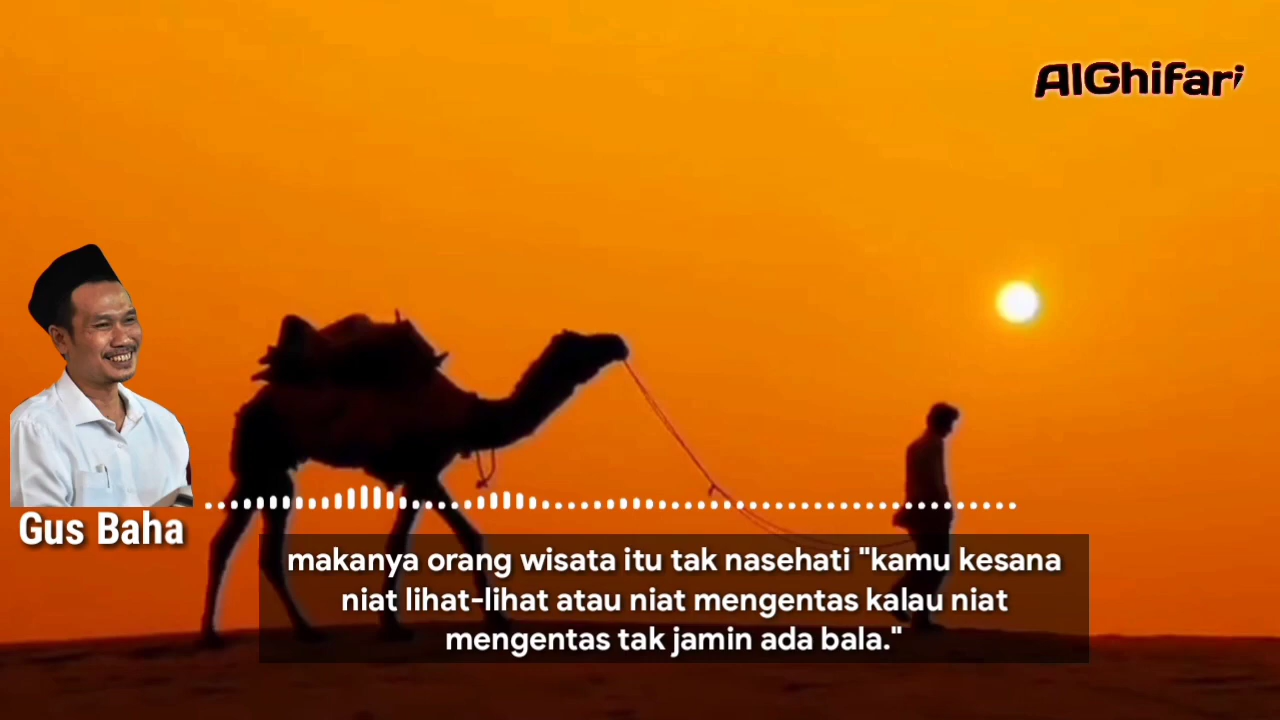 AlGhifari
Gus Baha
makanya orang wisata itu tak nasehati "kamu kesana
niat lihat-lihat atau niat mengentas kalau niat
mengentas tak jamin ada bala."